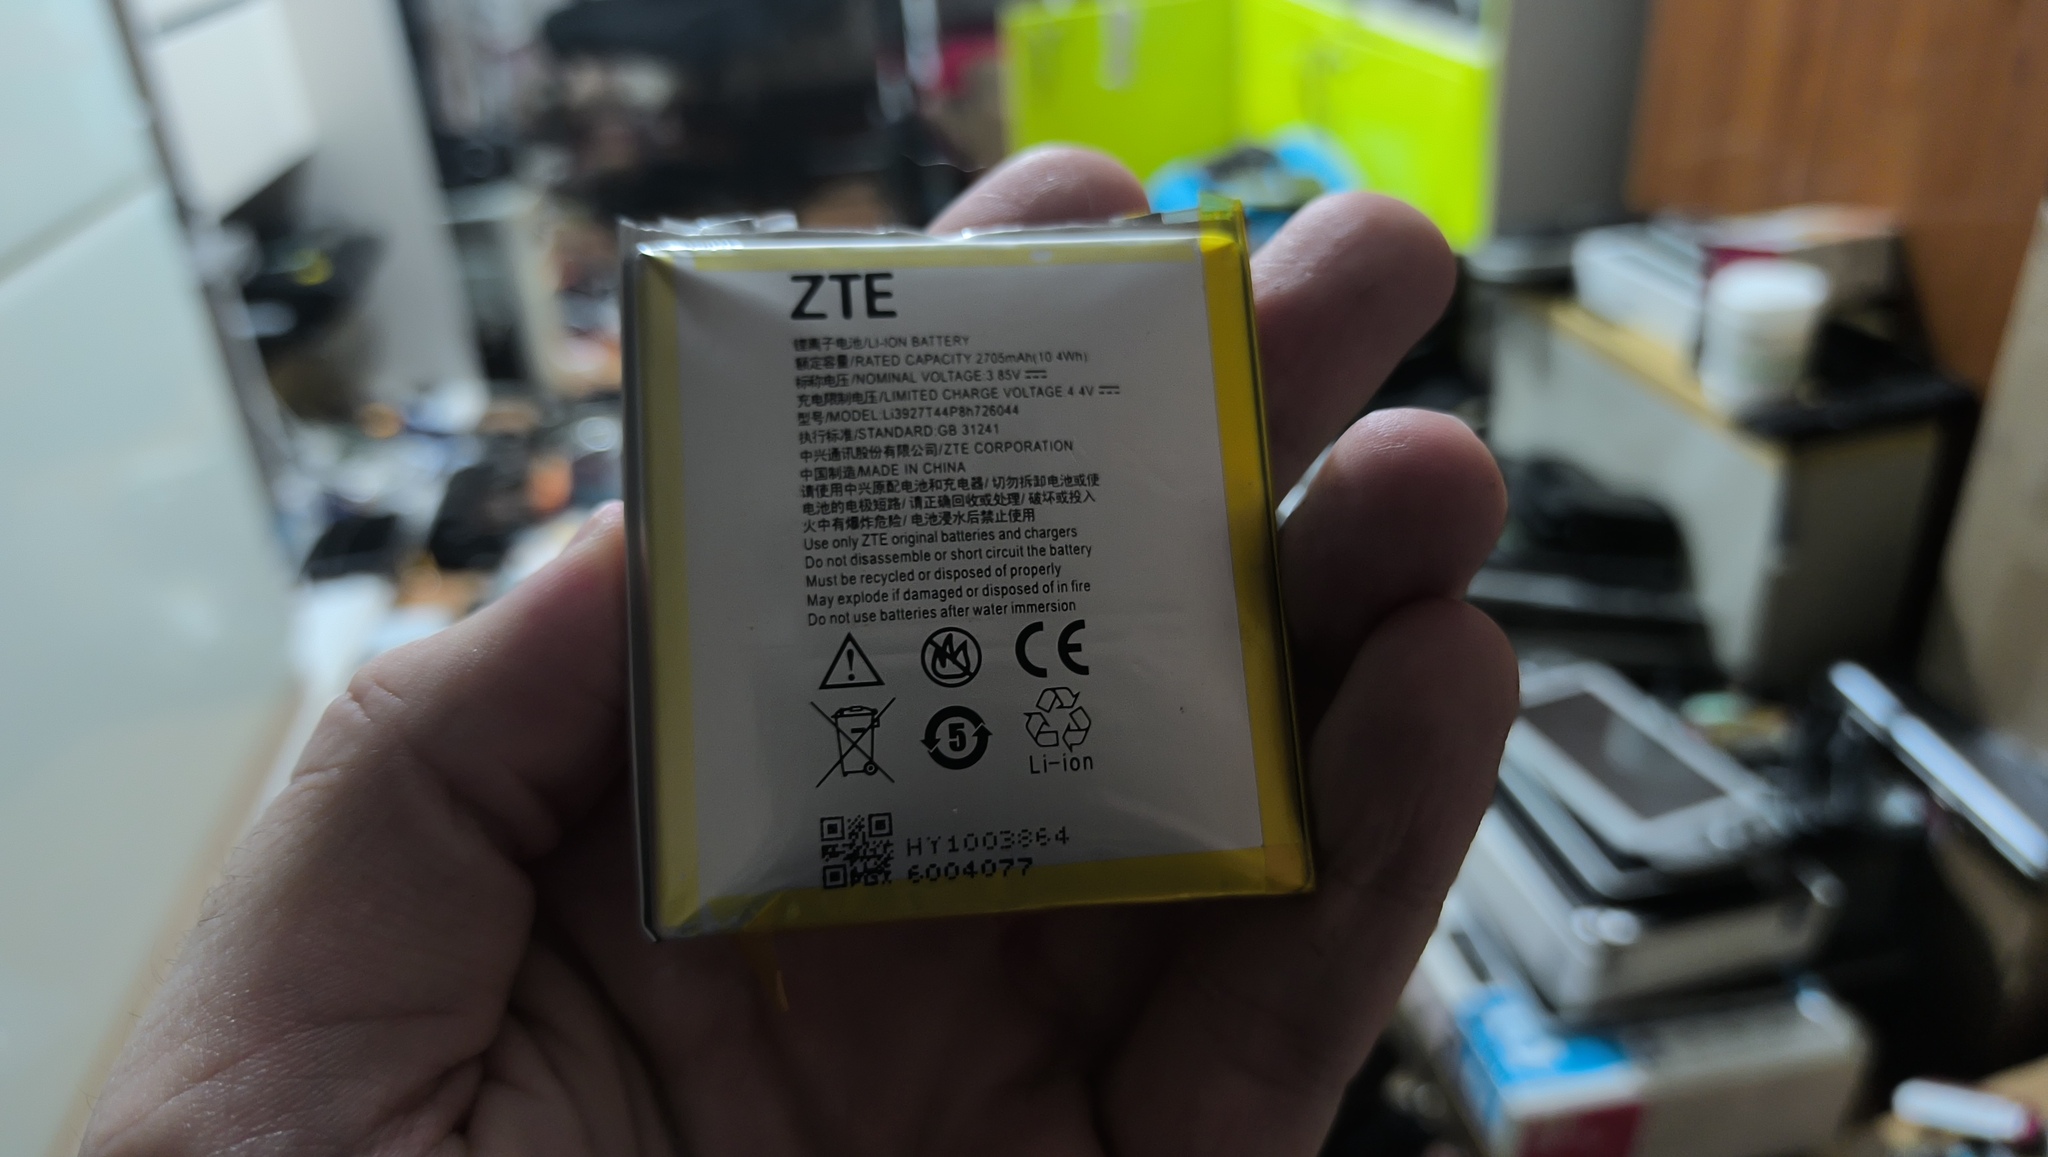 ZTE
锂离子电池/LI-ION BATTERY
额定容量/RATED CAPACITY:2705mAh(10.4Wh)
标称电压/NOMINAL VOLTAGE:3.85V
充电限制电压/LIMITED CHARGE VOLTAGE:4.4V
型号/MODEL:Li3927T44P8h726044
执行标准/STANDARD:GB 31241
中兴通讯股份有限公司/ZTE CORPORATION
中国制造/MADE IN CHINA
请使用中兴原配电池和充电器/切勿拆卸电池或使
电池的电极短路/请正确回收或处理/破坏或投入
火中有爆炸危险/电池浸水后禁止使用
Use only ZTE original batteries and chargers
Do not disassemble or short circuit the battery
Must be recycled or disposed of properly
May explode if damaged or disposed of in fire
Do not use batteries after water immersion
CE
5
Li-ion
HY1003864
6004077